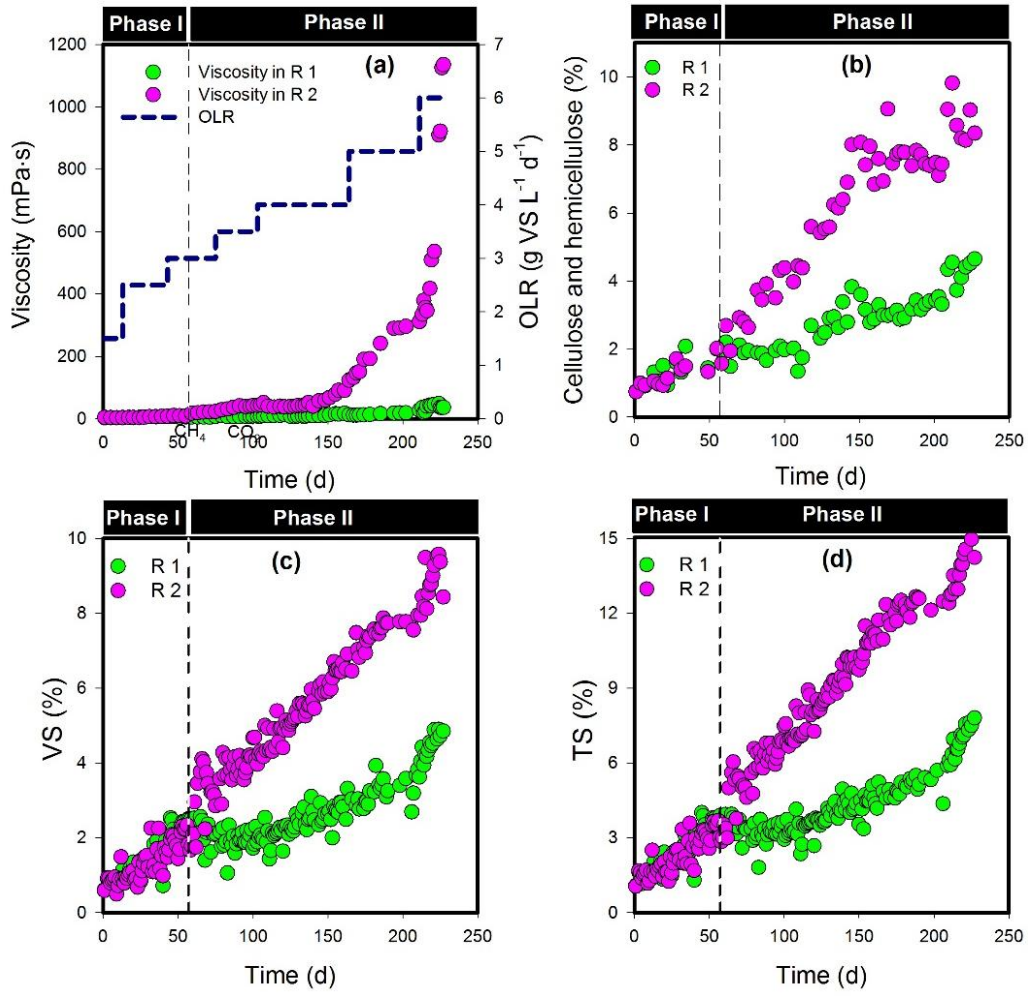 Phase I Phase II
1200
1000
800
600
400
200
0
Viscosity (mPa·s)
Viscosity in R 1
Viscosity in R 2
OLR
(a)
7
6
5
4
3
2
1
0
OLR (g VS L⁻¹ d⁻¹)
0 50 100 150 200 250
CH₄ CO₂
Time (d)
Phase I Phase II
10
8
6
4
2
0
Cellulose and hemicellulose (%)
R 1
R 2
(b)
0 50 100 150 200 250
Time (d)
Phase I Phase II
10
8
6
4
2
0
VS (%)
R 1
R 2
(c)
0 50 100 150 200 250
Time (d)
Phase I Phase II
15
12
9
6
3
0
TS (%)
R 1
R 2
(d)
0 50 100 150 200 250
Time (d)